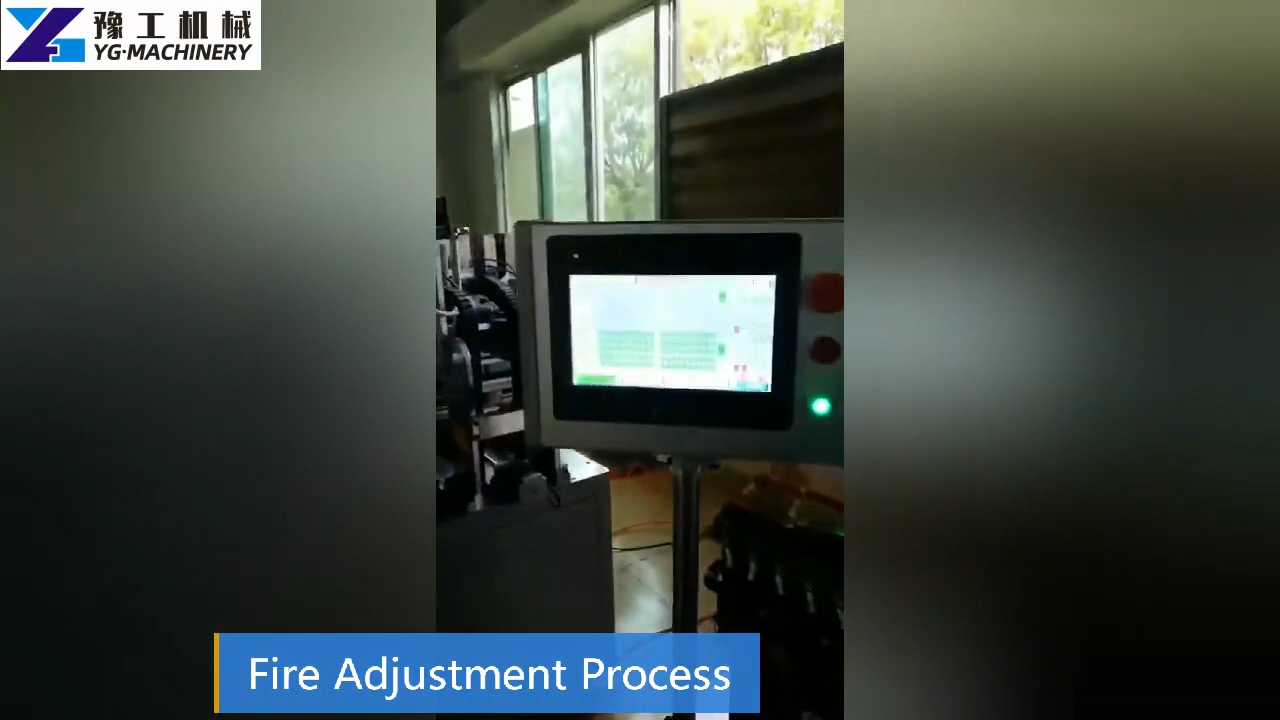 豫工机械
YG-MACHINERY
Fire Adjustment Process